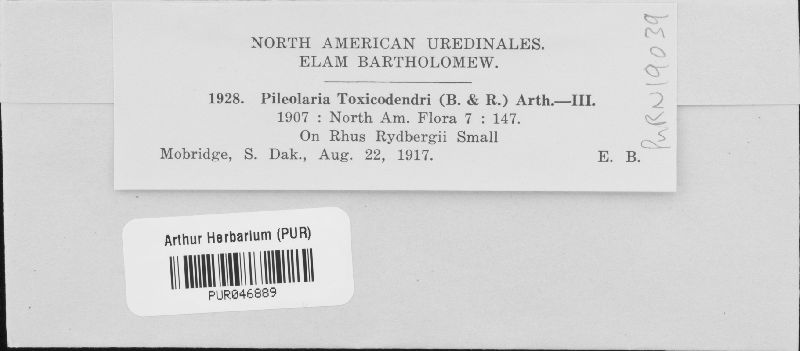 NORTH AMERICAN UREDINALES.
ELAM BARTHOLOMEW.
1928. Pileolaria Toxicodendri (B. & R.) Arth.—III.
1907 : North Am. Flora 7 : 147.
On Rhus Rydbergii Small
Mobridge, S. Dak., Aug. 22, 1917. E. B.
PURN19039
Arthur Herbarium (PUR)
PUR046889